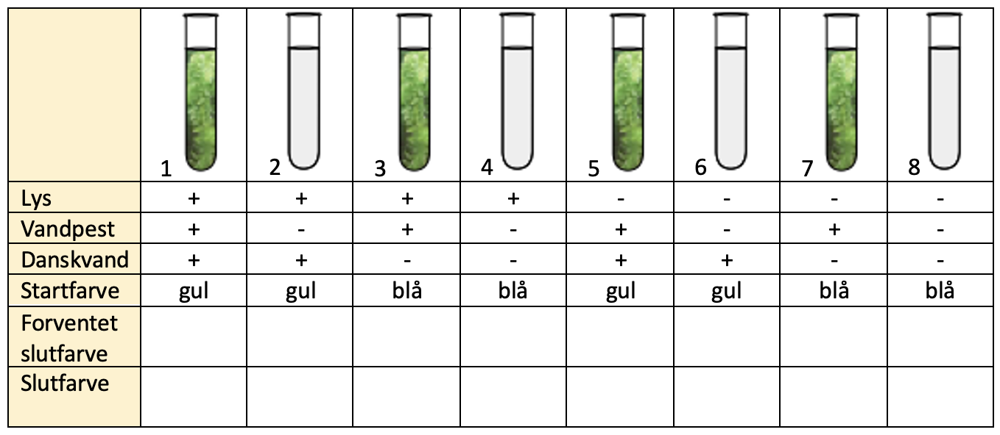 1 2 3 4 5 6 7 8
Lys + + + + - - - -
Vandpest + - + - + - + -
Danskvand + + - - + + - -
Startfarve gul gul blå blå gul gul blå blå
Forventet
slutfarve
Slutfarve